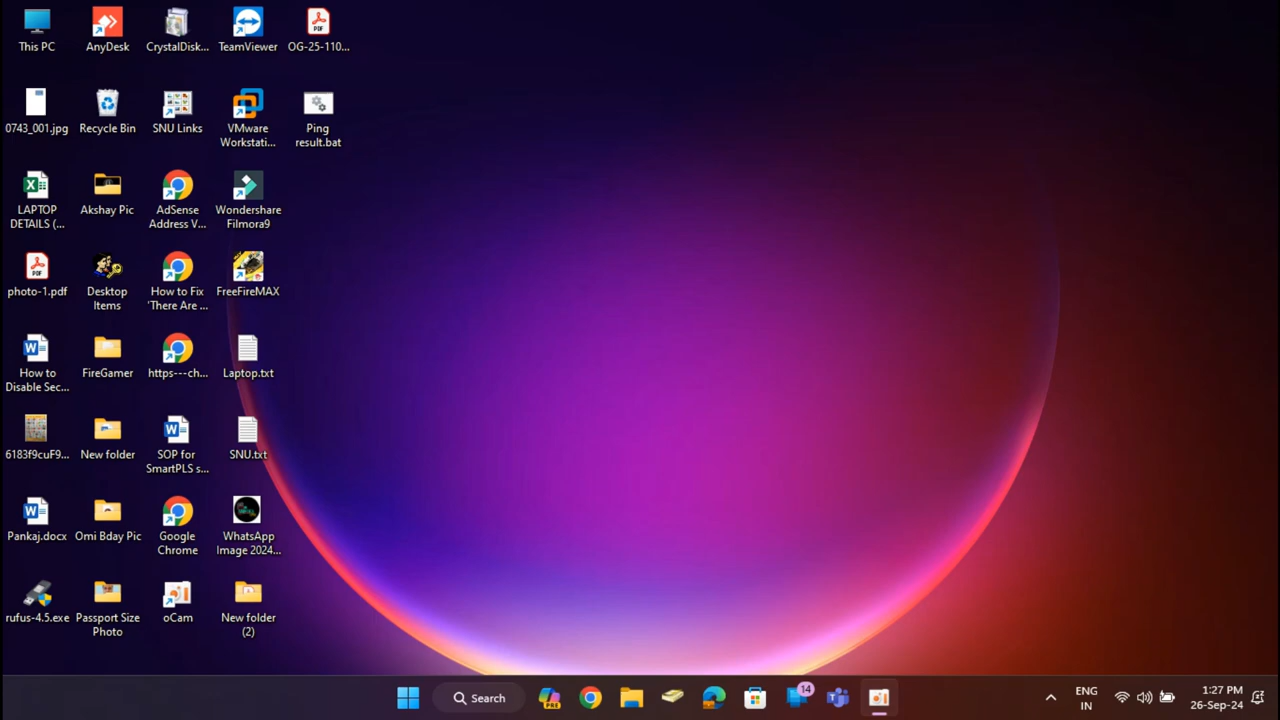 This PC
AnyDesk
CrystalDisk...
TeamViewer
OG-25-110...
0743_001.jpg
Recycle Bin
SNU Links
VMware
Workstati...
Ping
result.bat
LAPTOP
DETAILS (...
Akshay Pic
AdSense
Address V...
Wondershare
Filmora9
photo-1.pdf
Desktop
Items
How to Fix
'There Are ...
FreeFireMAX
How to
Disable Sec...
FireGamer
https---ch...
Laptop.txt
6183f9cuF9...
New folder
SOP for
SmartPLS s...
SNU.txt
Pankaj.docx
Omi Bday Pic
Google
Chrome
WhatsApp
Image 2024...
rufus-4.5.exe
Passport Size
Photo
oCam
New folder
(2)
Search
PRE
14
ENG
IN
1:27 PM
26-Sep-24